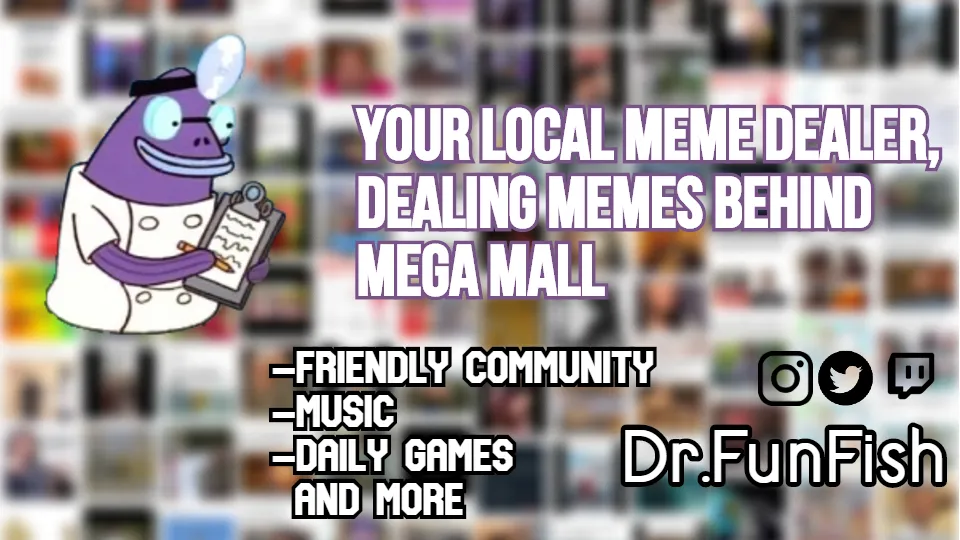 YOUR LOCAL MEME DEALER,
DEALING MEMES BEHIND
MEGA MALL
-FRIENDLY COMMUNITY
-MUSIC
-DAILY GAMES
AND MORE
Dr.FunFish